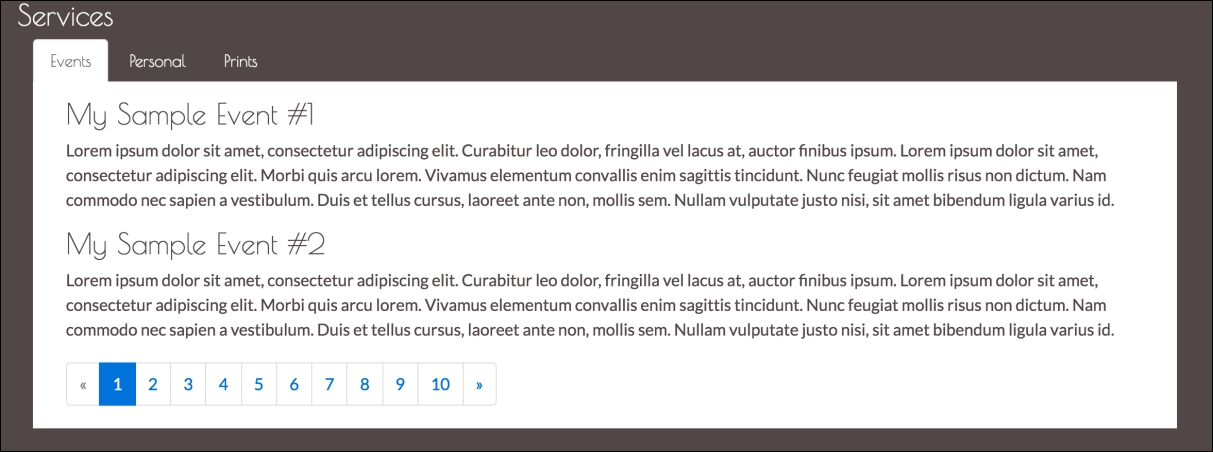 Services
Events Personal Prints
My Sample Event #1
Lorem ipsum dolor sit amet, consectetur adipiscing elit. Curabitur leo dolor, fringilla vel lacus at, auctor finibus ipsum. Lorem ipsum dolor sit amet,
consectetur adipiscing elit. Morbi quis arcu lorem. Vivamus elementum convallis enim sagittis tincidunt. Nunc feugiat mollis risus non dictum. Nam
commodo nec sapien a vestibulum. Duis et tellus cursus, laoreet ante non, mollis sem. Nullam vulputate justo nisi, sit amet bibendum ligula varius id.
My Sample Event #2
Lorem ipsum dolor sit amet, consectetur adipiscing elit. Curabitur leo dolor, fringilla vel lacus at, auctor finibus ipsum. Lorem ipsum dolor sit amet,
consectetur adipiscing elit. Morbi quis arcu lorem. Vivamus elementum convallis enim sagittis tincidunt. Nunc feugiat mollis risus non dictum. Nam
commodo nec sapien a vestibulum. Duis et tellus cursus, laoreet ante non, mollis sem. Nullam vulputate justo nisi, sit amet bibendum ligula varius id.
« 1 2 3 4 5 6 7 8 9 10 »